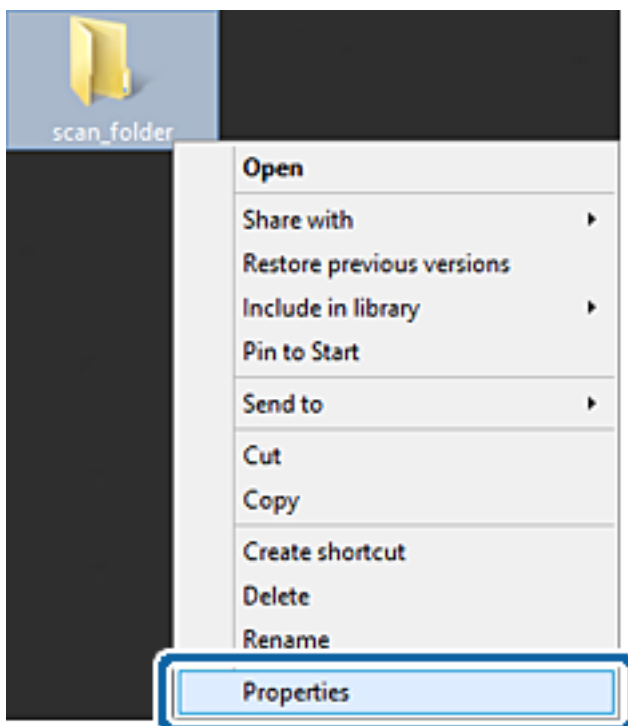 scan_folder
Open
Share with
Restore previous versions
Include in library
Pin to Start
Send to
Cut
Copy
Create shortcut
Delete
Rename
Properties